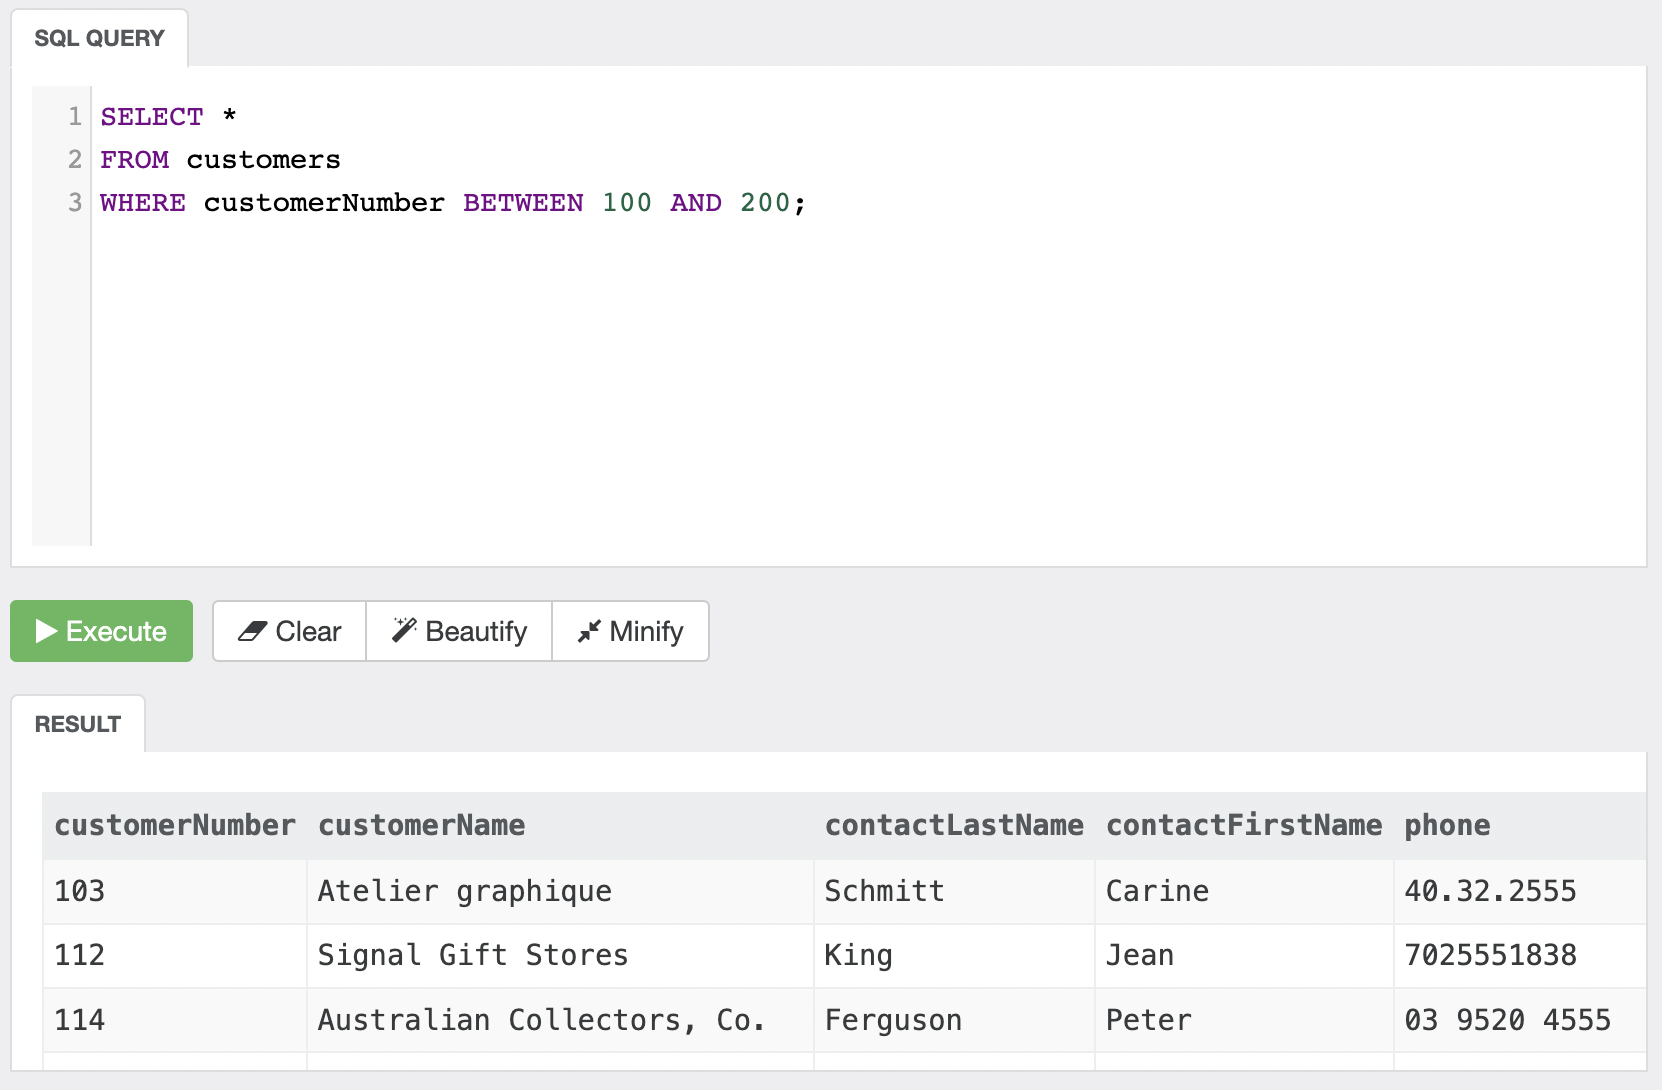 SQL QUERY
1 SELECT *
2 FROM customers
3 WHERE customerNumber BETWEEN 100 AND 200;
Execute Clear Beautify Minify
RESULT
customerNumber customerName contactLastName contactFirstName phone
103 Atelier graphique Schmitt Carine 40.32.2555
112 Signal Gift Stores King Jean 7025551838
114 Australian Collectors, Co. Ferguson Peter 03 9520 4555